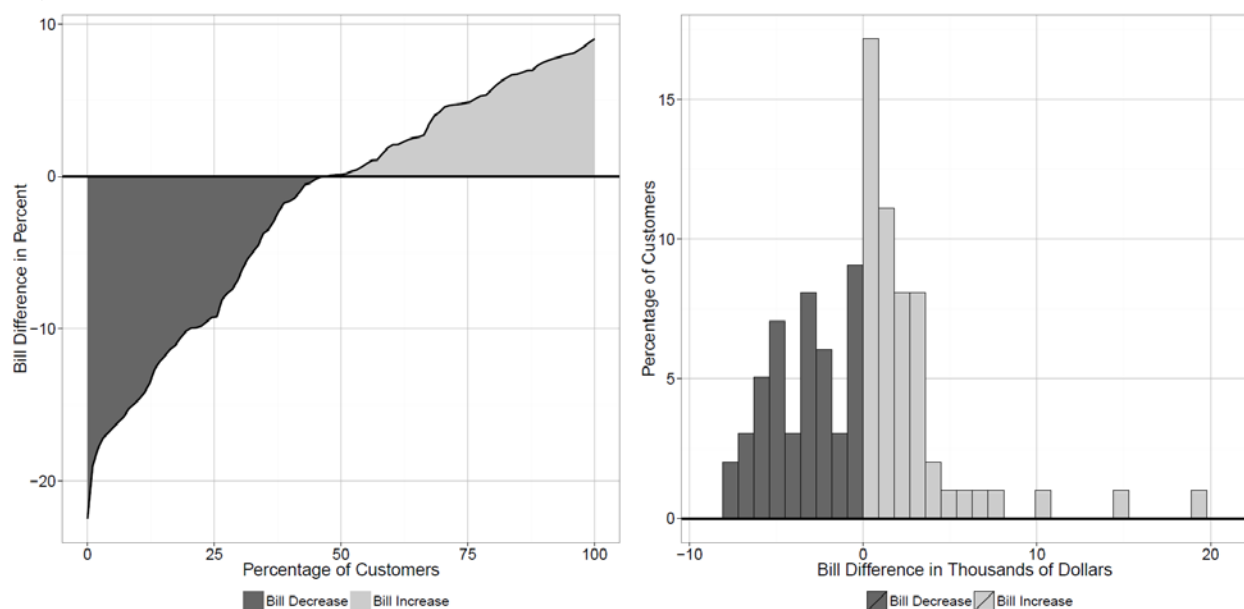 10
0
−10
−20
Bill Difference in Percent
0
25
50
75
100
Percentage of Customers
Bill Decrease
Bill Increase
15
10
5
0
Percentage of Customers
−10
0
10
20
Bill Difference in Thousands of Dollars
Bill Decrease
Bill Increase